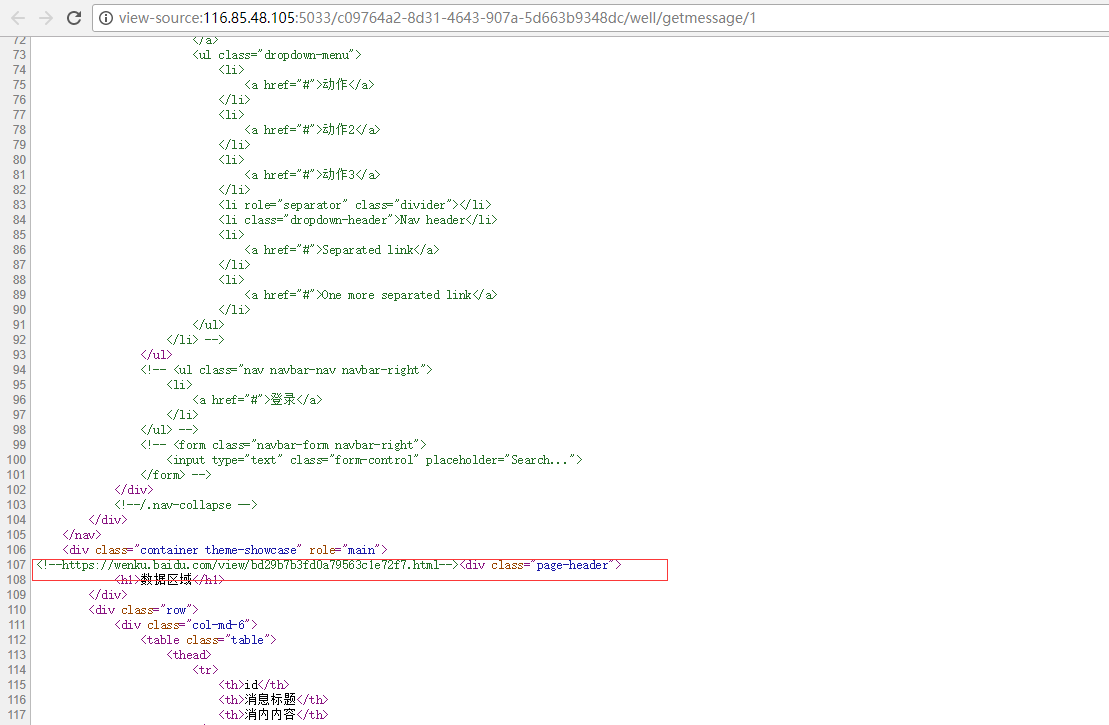 view-source:116.85.48.105:5033/c09764a2-8d31-4643-907a-5d663b9348dc/well/getmessage/1
72 </a>
73 <ul class="dropdown-menu">
74 <li>
75 <a href="#">动作</a>
76 </li>
77 <li>
78 <a href="#">动作2</a>
79 </li>
80 <li>
81 <a href="#">动作3</a>
82 </li>
83 <li role="separator" class="divider"></li>
84 <li class="dropdown-header">Nav header</li>
85 <li>
86 <a href="#">Separated link</a>
87 </li>
88 <li>
89 <a href="#">One more separated link</a>
90 </li>
91 </ul>
92 </li> -->
93 </ul>
94 <!-- <ul class="nav navbar-nav navbar-right">
95 <li>
96 <a href="#">登录</a>
97 </li>
98 </ul> -->
99 <!-- <form class="navbar-form navbar-right">
100 <input type="text" class="form-control" placeholder="Search...">
101 </form> -->
102 </div>
103 <!--/.nav-collapse -->
104 </div>
105 </nav>
106 <div class="container theme-showcase" role="main">
107 <!--https://wenku.baidu.com/view/bd29b7b3fd0a79563c1e72f7.html--><div class="page-header">
108 <h1>数据区域</h1>
109 </div>
110 <div class="row">
111 <div class="col-md-6">
112 <table class="table">
113 <thead>
114 <tr>
115 <th>id</th>
116 <th>消息标题</th>
117 <th>消内内容</th>